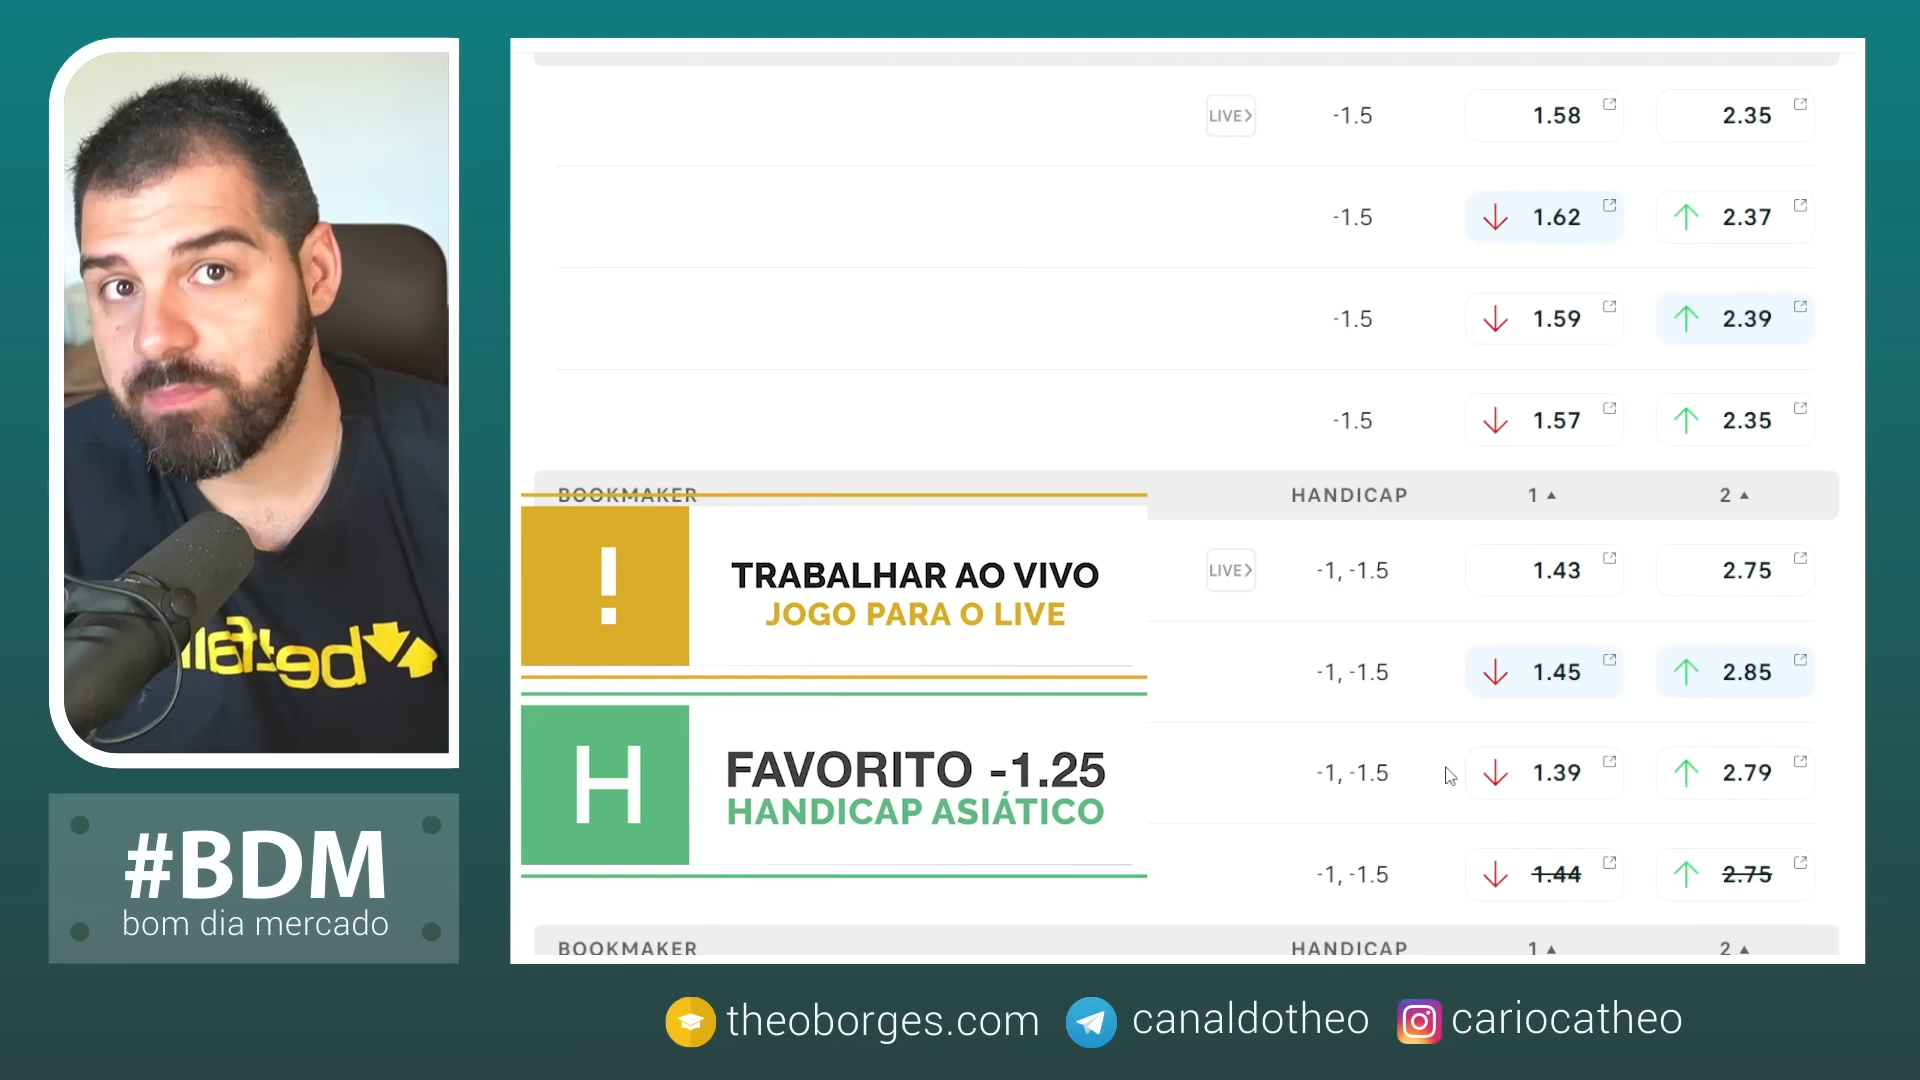 LIVE> -1.5 1.58 2.35
-1.5 1.62 2.37
-1.5 1.59 2.39
-1.5 1.57 2.35
BOOKMAKER HANDICAP 1 ▲ 2 ▲
LIVE> -1, -1.5 1.43 2.75
-1, -1.5 1.45 2.85
-1, -1.5 1.39 2.79
-1, -1.5 1.44 2.75
BOOKMAKER HANDICAP 1 ▲ 2 ▲
!
TRABALHAR AO VIVO
JOGO PARA O LIVE
H
FAVORITO -1.25
HANDICAP ASIÁTICO
betfair
#BDM
bom dia mercado
theoborges.com canaldotheo cariocatheo